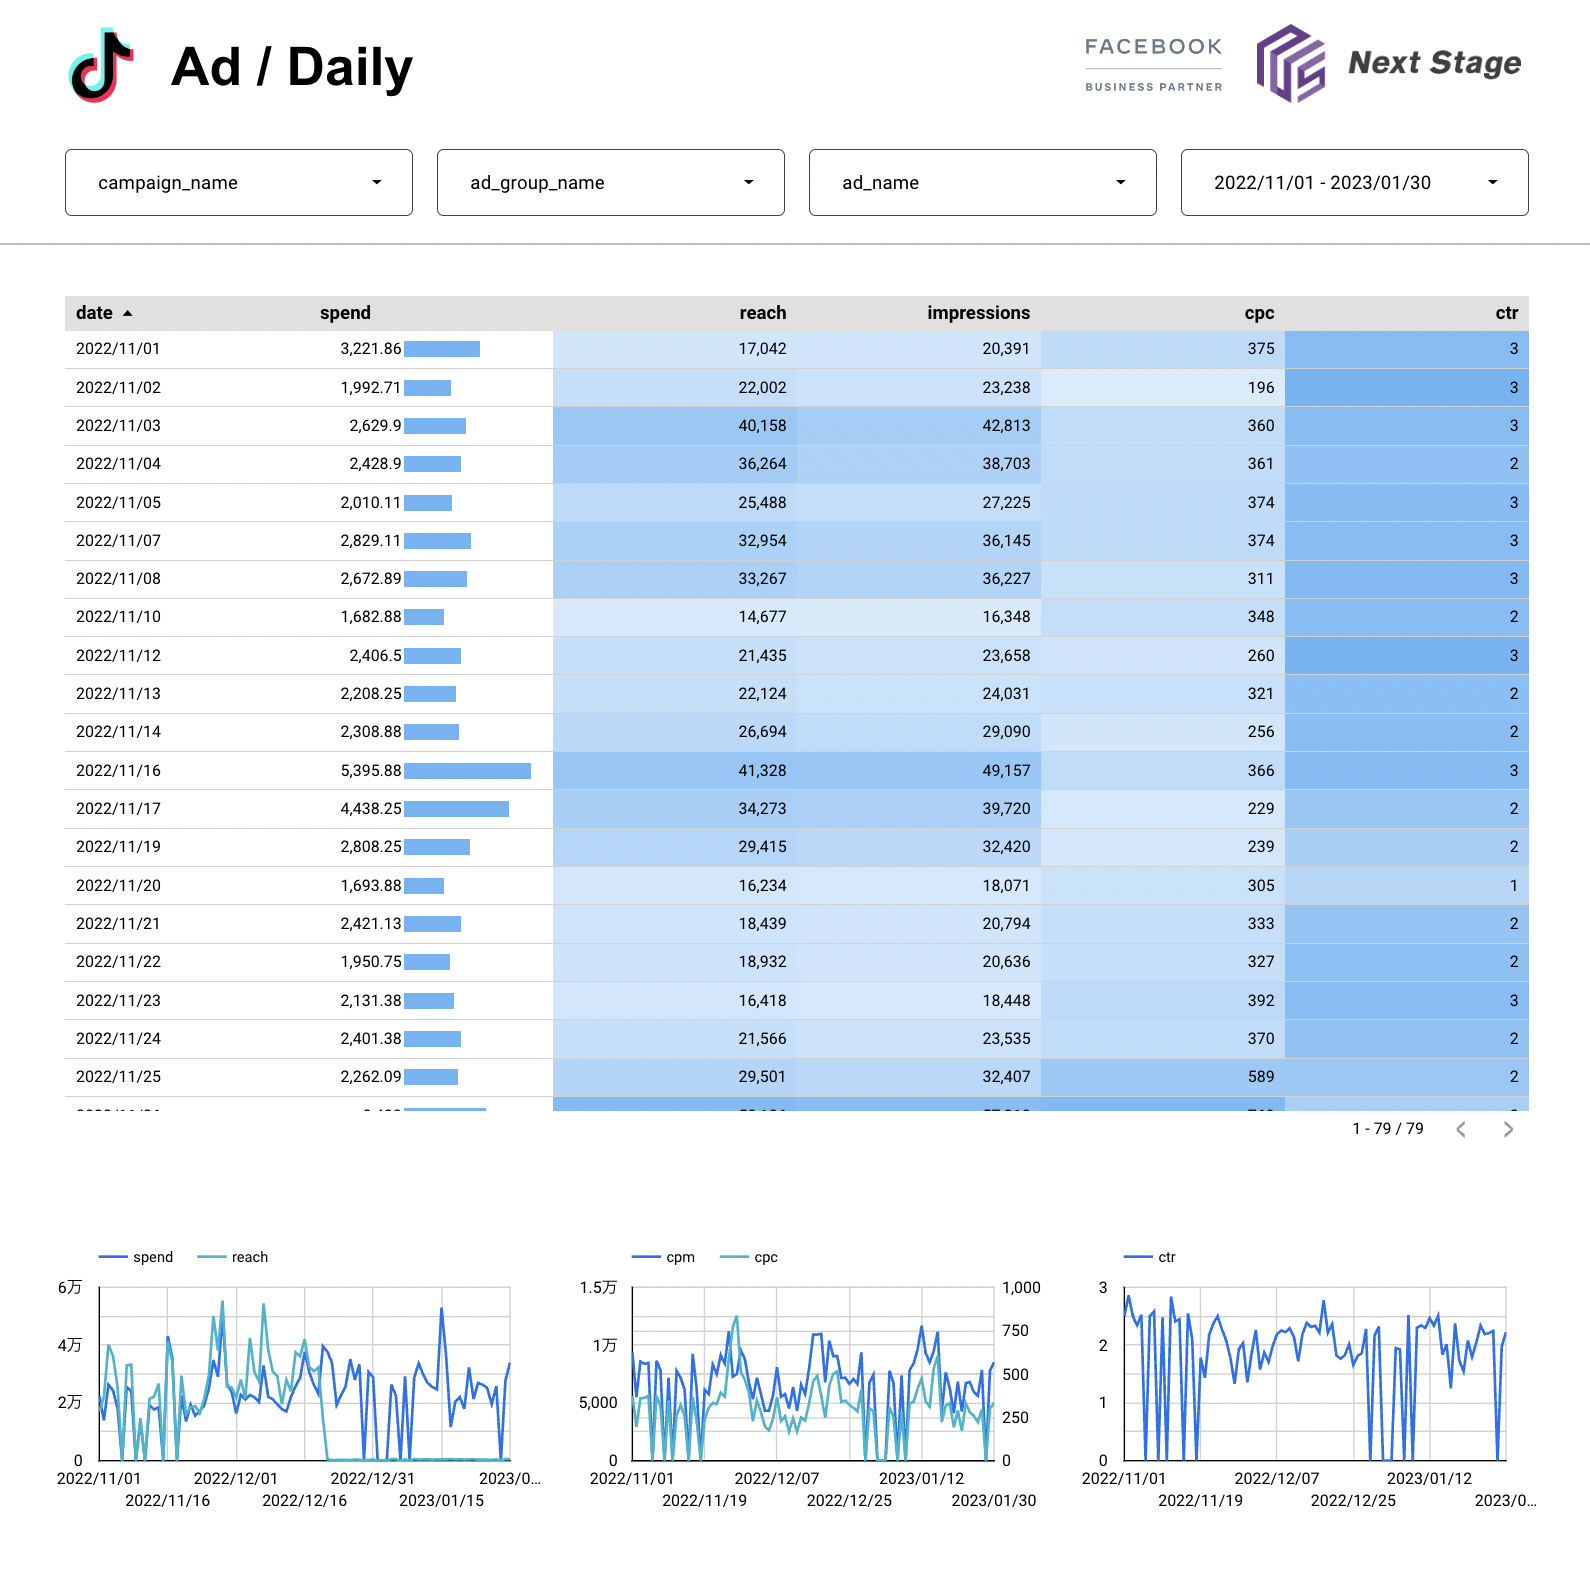 Ad / Daily
FACEBOOK
BUSINESS PARTNER
Next Stage
campaign_name
ad_group_name
ad_name
2022/11/01 - 2023/01/30
date spend reach impressions cpc ctr
2022/11/01 3,221.86 17,042 20,391 375 3
2022/11/02 1,992.71 22,002 23,238 196 3
2022/11/03 2,629.9 40,158 42,813 360 3
2022/11/04 2,428.9 36,264 38,703 361 2
2022/11/05 2,010.11 25,488 27,225 374 3
2022/11/07 2,829.11 32,954 36,145 374 3
2022/11/08 2,672.89 33,267 36,227 311 3
2022/11/10 1,682.88 14,677 16,348 348 2
2022/11/12 2,406.5 21,435 23,658 260 3
2022/11/13 2,208.25 22,124 24,031 321 2
2022/11/14 2,308.88 26,694 29,090 256 2
2022/11/16 5,395.88 41,328 49,157 366 3
2022/11/17 4,438.25 34,273 39,720 229 2
2022/11/19 2,808.25 29,415 32,420 239 2
2022/11/20 1,693.88 16,234 18,071 305 1
2022/11/21 2,421.13 18,439 20,794 333 2
2022/11/22 1,950.75 18,932 20,636 327 2
2022/11/23 2,131.38 16,418 18,448 392 3
2022/11/24 2,401.38 21,566 23,535 370 2
2022/11/25 2,262.09 29,501 32,407 589 2
1 - 79 / 79
spend reach
6万
4万
2万
0
2022/11/01 2022/12/01 2022/12/31 2023/0...
2022/11/16 2022/12/16 2023/01/15
cpm cpc
1.5万 1,000
750
1万
500
5,000
250
0 0
2022/11/01 2022/12/07 2023/01/12
2022/11/19 2022/12/25 2023/01/30
ctr
3
2
1
0
2022/11/01 2022/12/07 2023/01/12
2022/11/19 2022/12/25 2023/0...